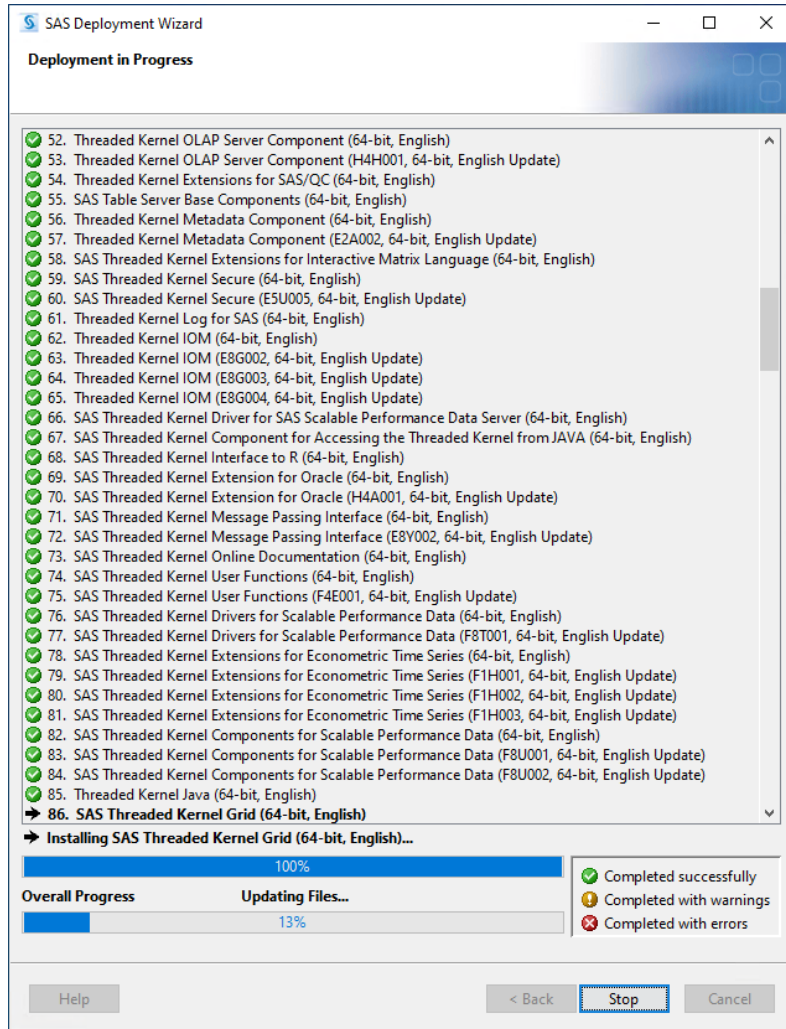 SAS Deployment Wizard
Deployment in Progress
52. Threaded Kernel OLAP Server Component (64-bit, English)
53. Threaded Kernel OLAP Server Component (H4H001, 64-bit, English Update)
54. Threaded Kernel Extensions for SAS/QC (64-bit, English)
55. SAS Table Server Base Components (64-bit, English)
56. Threaded Kernel Metadata Component (64-bit, English)
57. Threaded Kernel Metadata Component (E2A002, 64-bit, English Update)
58. SAS Threaded Kernel Extensions for Interactive Matrix Language (64-bit, English)
59. SAS Threaded Kernel Secure (64-bit, English)
60. SAS Threaded Kernel Secure (E5U005, 64-bit, English Update)
61. Threaded Kernel Log for SAS (64-bit, English)
62. Threaded Kernel IOM (64-bit, English)
63. Threaded Kernel IOM (E8G002, 64-bit, English Update)
64. Threaded Kernel IOM (E8G003, 64-bit, English Update)
65. Threaded Kernel IOM (E8G004, 64-bit, English Update)
66. SAS Threaded Kernel Driver for SAS Scalable Performance Data Server (64-bit, English)
67. SAS Threaded Kernel Component for Accessing the Threaded Kernel from JAVA (64-bit, English)
68. SAS Threaded Kernel Interface to R (64-bit, English)
69. SAS Threaded Kernel Extension for Oracle (64-bit, English)
70. SAS Threaded Kernel Extension for Oracle (H4A001, 64-bit, English Update)
71. SAS Threaded Kernel Message Passing Interface (64-bit, English)
72. SAS Threaded Kernel Message Passing Interface (E8Y002, 64-bit, English Update)
73. SAS Threaded Kernel Online Documentation (64-bit, English)
74. SAS Threaded Kernel User Functions (64-bit, English)
75. SAS Threaded Kernel User Functions (F4E001, 64-bit, English Update)
76. SAS Threaded Kernel Drivers for Scalable Performance Data (64-bit, English)
77. SAS Threaded Kernel Drivers for Scalable Performance Data (F8T001, 64-bit, English Update)
78. SAS Threaded Kernel Extensions for Econometric Time Series (64-bit, English)
79. SAS Threaded Kernel Extensions for Econometric Time Series (F1H001, 64-bit, English Update)
80. SAS Threaded Kernel Extensions for Econometric Time Series (F1H002, 64-bit, English Update)
81. SAS Threaded Kernel Extensions for Econometric Time Series (F1H003, 64-bit, English Update)
82. SAS Threaded Kernel Components for Scalable Performance Data (64-bit, English)
83. SAS Threaded Kernel Components for Scalable Performance Data (F8U001, 64-bit, English Update)
84. SAS Threaded Kernel Components for Scalable Performance Data (F8U002, 64-bit, English Update)
85. Threaded Kernel Java (64-bit, English)
86. SAS Threaded Kernel Grid (64-bit, English)
Installing SAS Threaded Kernel Grid (64-bit, English)...
100%
Overall Progress Updating Files...
13%
Completed successfully
Completed with warnings
Completed with errors
Help < Back Stop Cancel